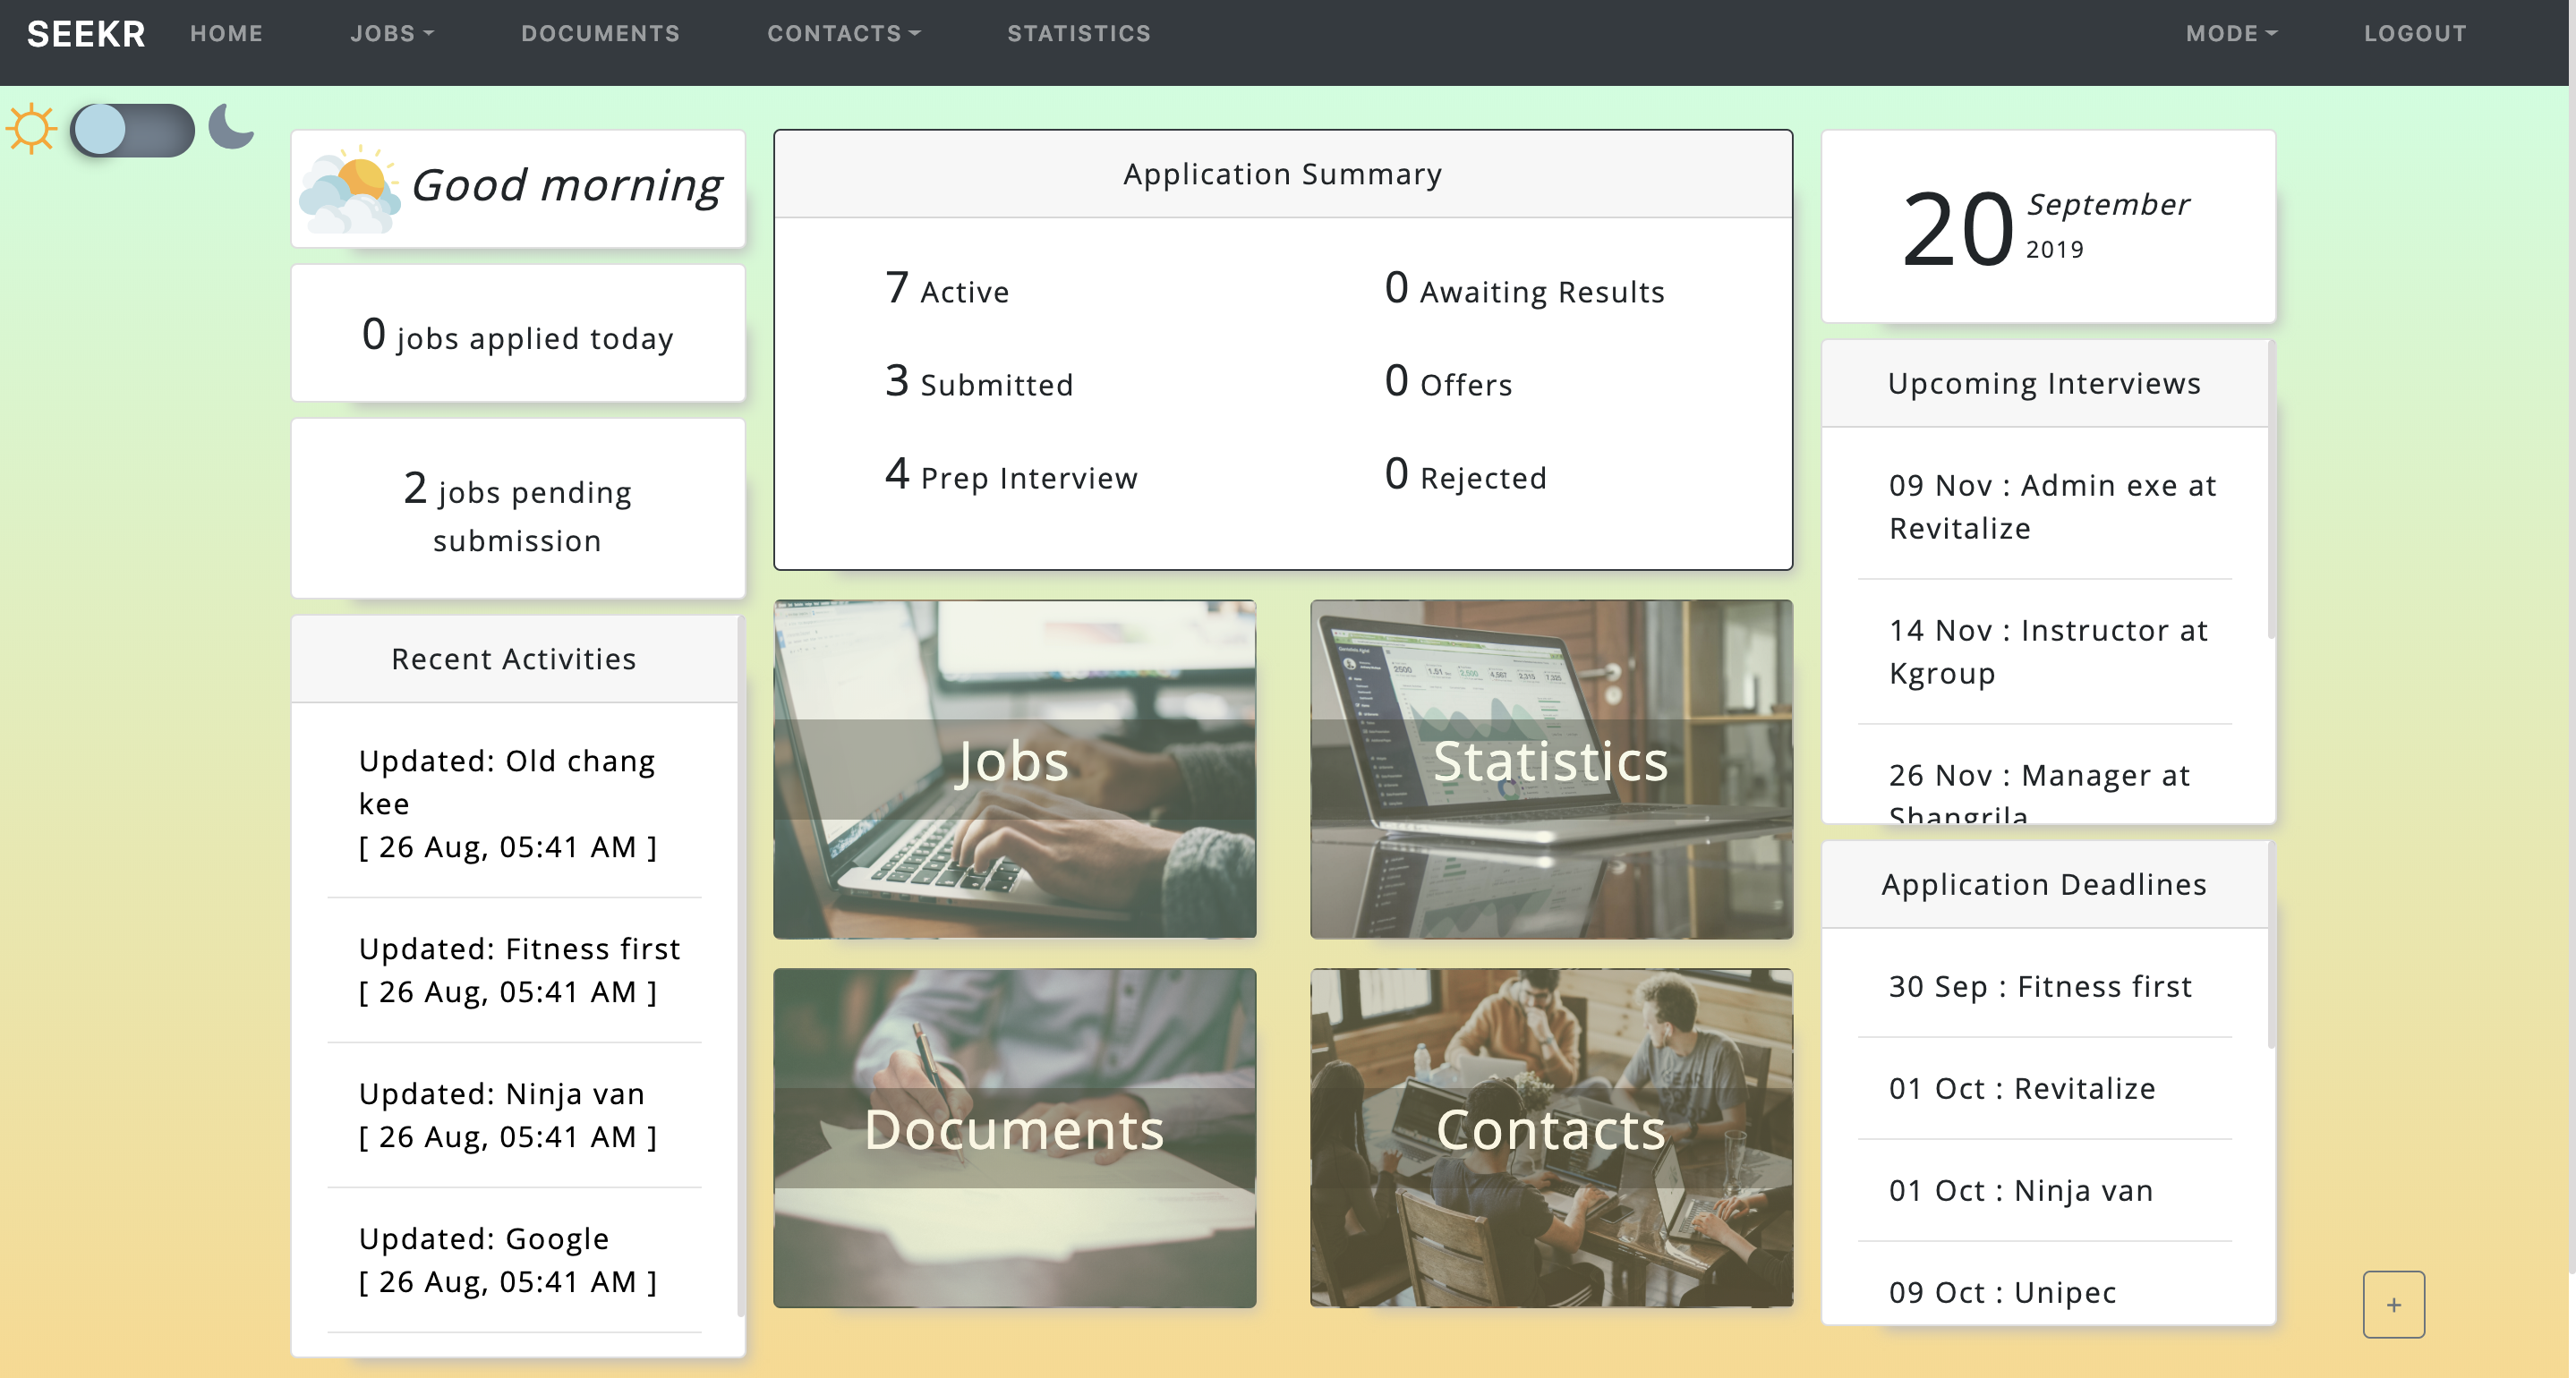 SEEKR HOME JOBS DOCUMENTS CONTACTS STATISTICS MODE LOGOUT
Good morning
0 jobs applied today
2 jobs pending
submission
Recent Activities
Updated: Old chang
kee
[ 26 Aug, 05:41 AM ]
Updated: Fitness first
[ 26 Aug, 05:41 AM ]
Updated: Ninja van
[ 26 Aug, 05:41 AM ]
Updated: Google
[ 26 Aug, 05:41 AM ]
Application Summary
7 Active
0 Awaiting Results
3 Submitted
0 Offers
4 Prep Interview
0 Rejected
Jobs
Statistics
Documents
Contacts
20 September
2019
Upcoming Interviews
09 Nov : Admin exe at
Revitalize
14 Nov : Instructor at
Kgroup
26 Nov : Manager at
Shangrila
Application Deadlines
30 Sep : Fitness first
01 Oct : Revitalize
01 Oct : Ninja van
09 Oct : Unipec
+